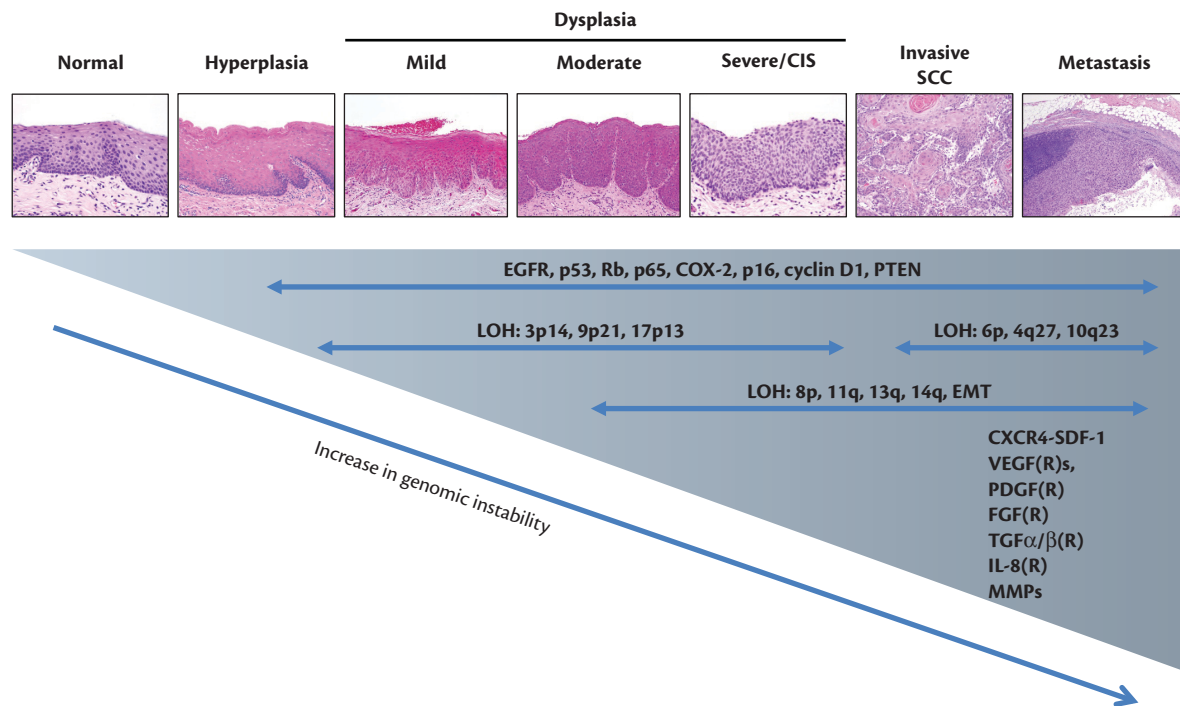 Dysplasia
Normal
Hyperplasia
Mild
Moderate
Severe/CIS
Invasive
SCC
Metastasis
EGFR, p53, Rb, p65, COX-2, p16, cyclin D1, PTEN
LOH: 3p14, 9p21, 17p13
LOH: 6p, 4q27, 10q23
LOH: 8p, 11q, 13q, 14q, EMT
CXCR4-SDF-1
VEGF(R)s,
PDGF(R)
FGF(R)
TGFα/β(R)
IL-8(R)
MMPs
Increase in genomic instability